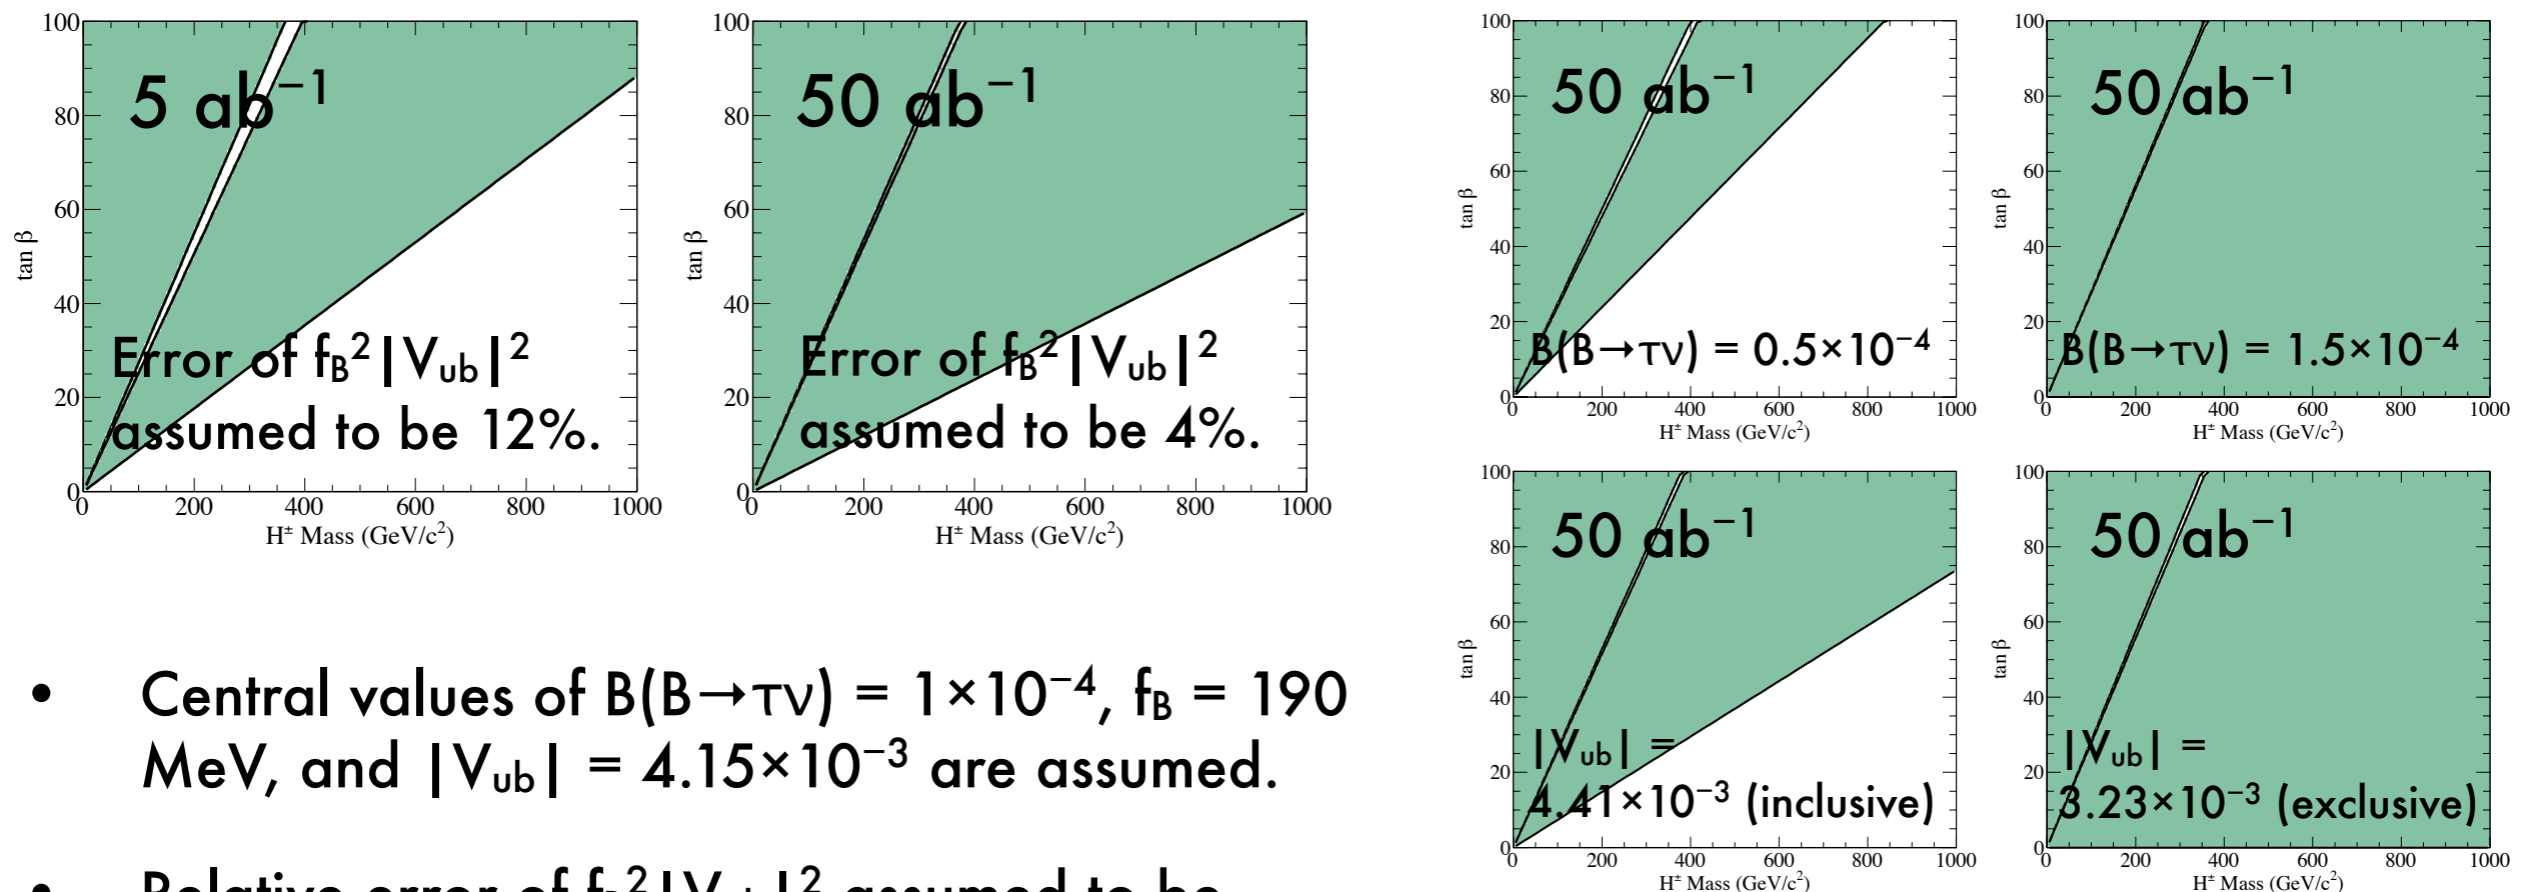 100
80
60
40
20
0
tan β
5 ab⁻¹
Error of f_B²|V_ub|²
assumed to be 12%.
0 200 400 600 800 1000
H± Mass (GeV/c²)
100
80
60
40
20
0
tan β
50 ab⁻¹
Error of f_B²|V_ub|²
assumed to be 4%.
0 200 400 600 800 1000
H± Mass (GeV/c²)
• Central values of B(B→τν) = 1×10⁻⁴, f_B = 190
MeV, and |V_ub| = 4.15×10⁻³ are assumed.
• Relative error of f_B²|V_ub|² assumed to be
100
80
60
40
20
0
tan β
50 ab⁻¹
B(B→τν) = 0.5×10⁻⁴
0 200 400 600 800 1000
H± Mass (GeV/c²)
100
80
60
40
20
0
tan β
50 ab⁻¹
B(B→τν) = 1.5×10⁻⁴
0 200 400 600 800 1000
H± Mass (GeV/c²)
100
80
60
40
20
0
tan β
50 ab⁻¹
|V_ub| =
4.41×10⁻³ (inclusive)
0 200 400 600 800 1000
H± Mass (GeV/c²)
100
80
60
40
20
0
tan β
50 ab⁻¹
|V_ub| =
3.23×10⁻³ (exclusive)
0 200 400 600 800 1000
H± Mass (GeV/c²)